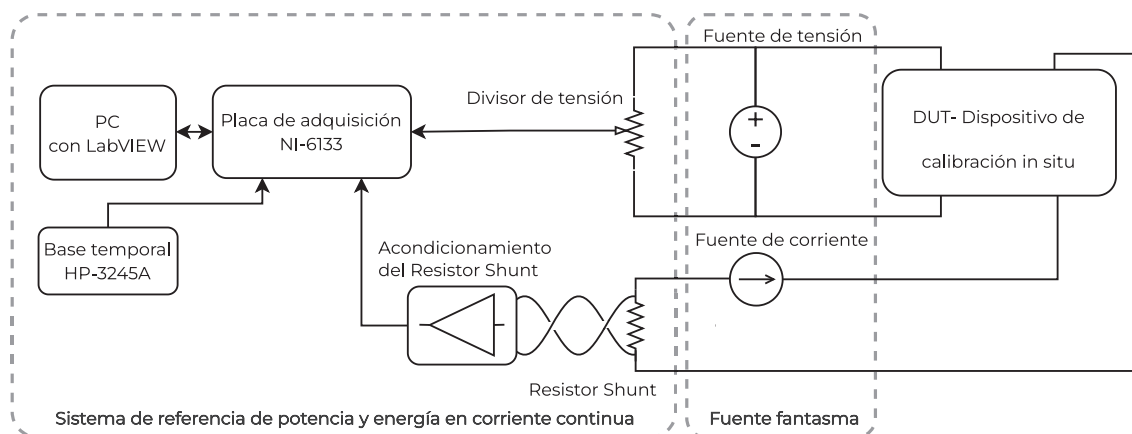 Fuente de tensión
Divisor de tensión
PC
con LabVIEW
Placa de adquisición
NI-6133
+
-
DUT- Dispositivo de
calibración in situ
Base temporal
HP-3245A
Acondicionamiento
del Resistor Shunt
Fuente de corriente
Resistor Shunt
Sistema de referencia de potencia y energía en corriente continua
Fuente fantasma